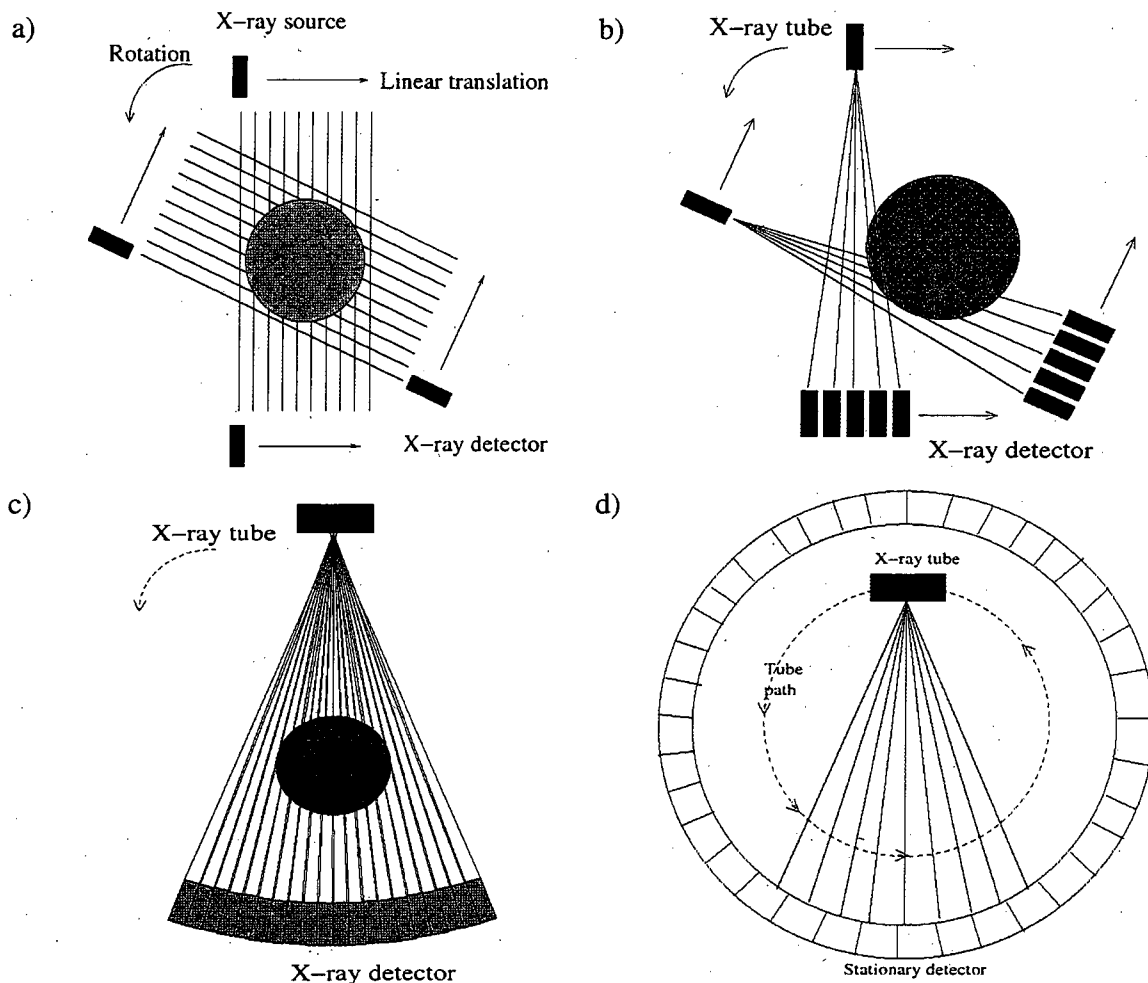 a)
X–ray source
Rotation
Linear translation
X–ray detector
b)
X–ray tube
X–ray detector
c)
X–ray tube
X–ray detector
d)
X–ray tube
Tube
path
Stationary detector